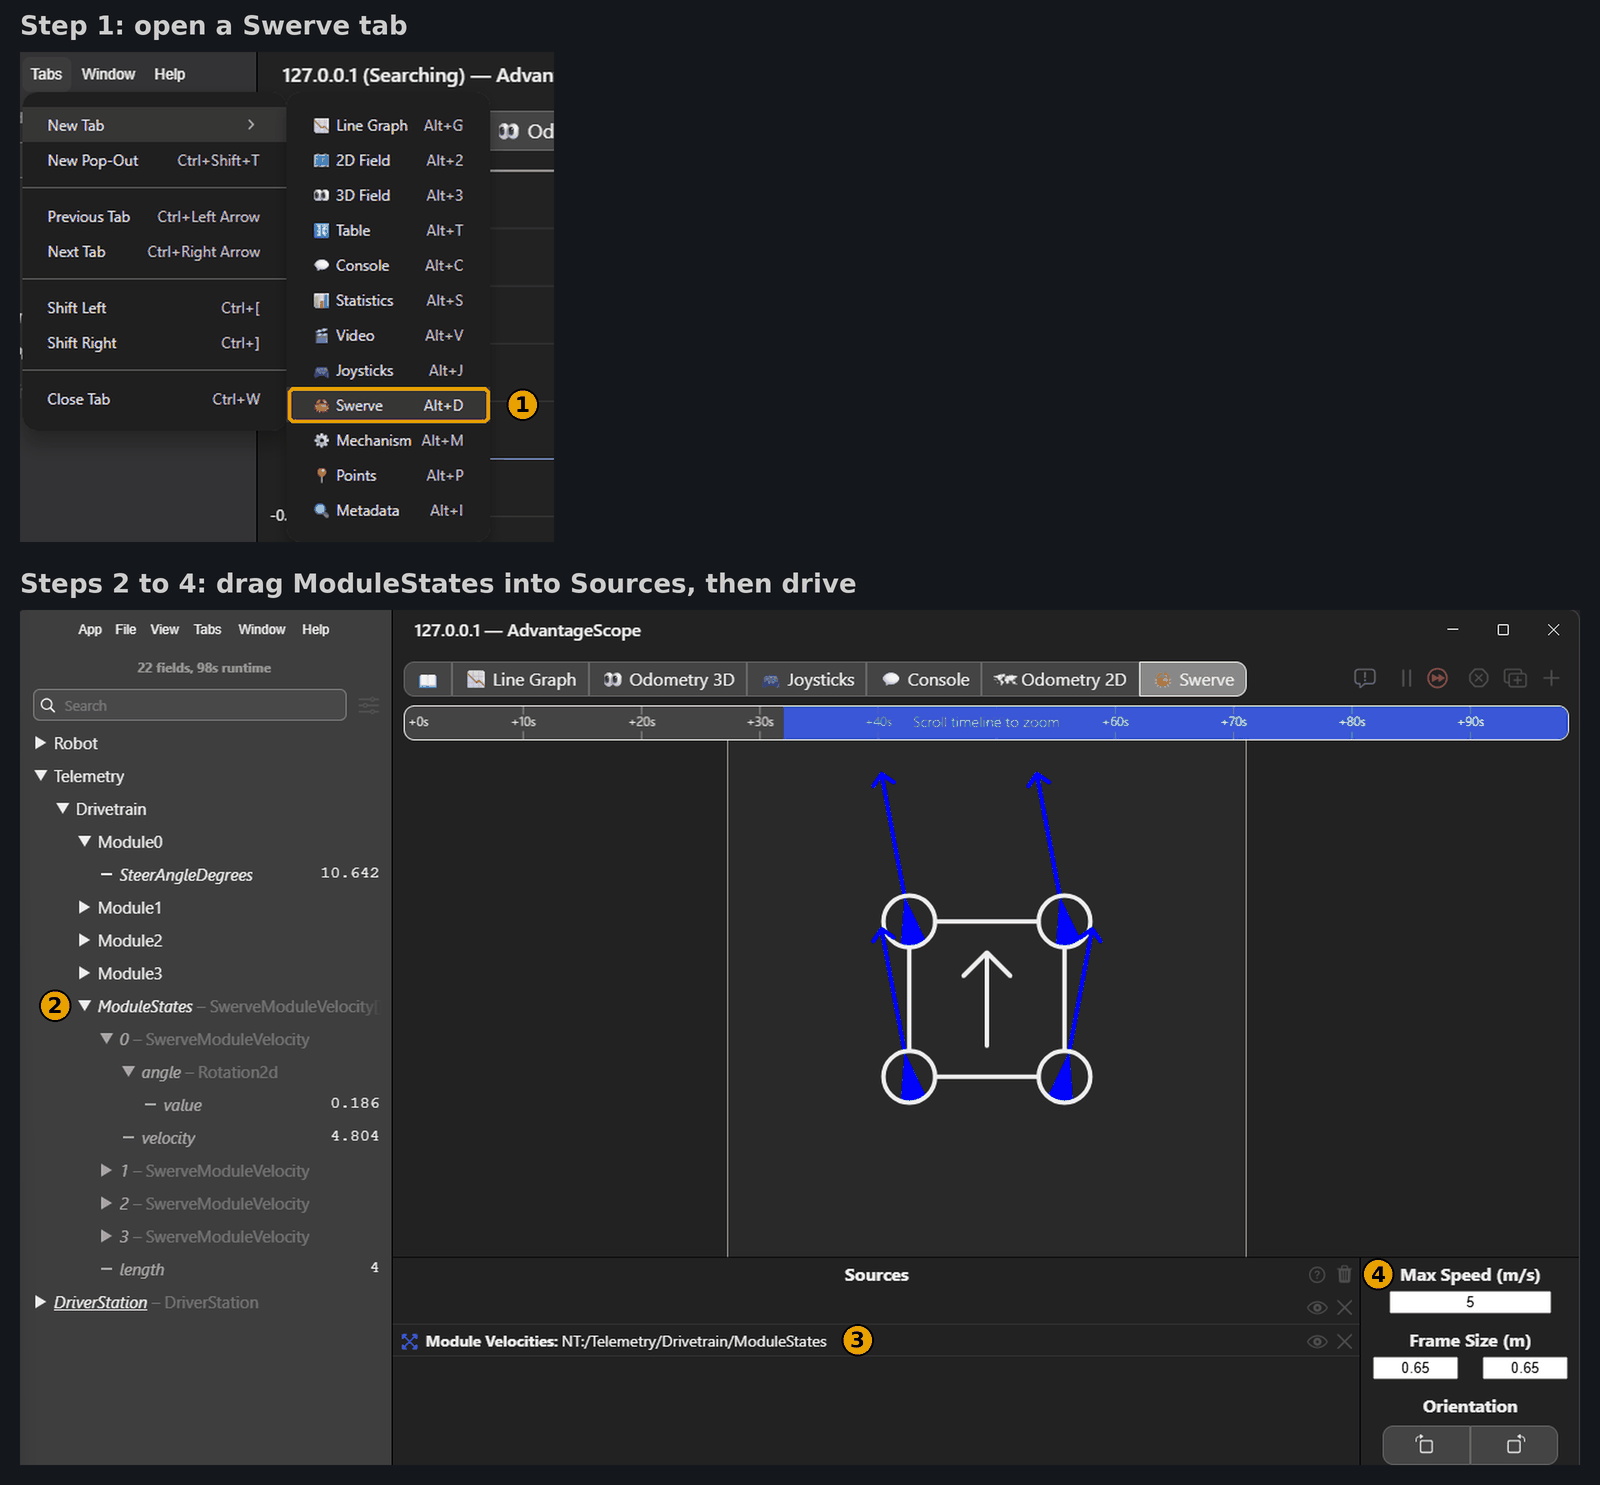 Step 1: open a Swerve tab
Tabs Window Help
127.0.0.1 (Searching) — Advan
New Tab
New Pop-Out Ctrl+Shift+T
Previous Tab Ctrl+Left Arrow
Next Tab Ctrl+Right Arrow
Shift Left Ctrl+[
Shift Right Ctrl+]
Close Tab Ctrl+W
Line Graph Alt+G
2D Field Alt+2
3D Field Alt+3
Table Alt+T
Console Alt+C
Statistics Alt+S
Video Alt+V
Joysticks Alt+J
Swerve Alt+D
1
Mechanism Alt+M
Points Alt+P
Metadata Alt+I
Od
-0.
Steps 2 to 4: drag ModuleStates into Sources, then drive
App File View Tabs Window Help
127.0.0.1 — AdvantageScope
22 fields, 98s runtime
Search
Line Graph Odometry 3D Joysticks Console Odometry 2D Swerve
+0s +10s +20s +30s +40s Scroll timeline to zoom +60s +70s +80s +90s
Robot
Telemetry
Drivetrain
Module0
SteerAngleDegrees 10.642
Module1
Module2
Module3
2 ModuleStates – SwerveModuleVelocity[
0 – SwerveModuleVelocity
angle – Rotation2d
value 0.186
velocity 4.804
1 – SwerveModuleVelocity
2 – SwerveModuleVelocity
3 – SwerveModuleVelocity
length 4
DriverStation – DriverStation
Sources
Module Velocities: NT:/Telemetry/Drivetrain/ModuleStates 3
4 Max Speed (m/s)
5
Frame Size (m)
0.65 0.65
Orientation